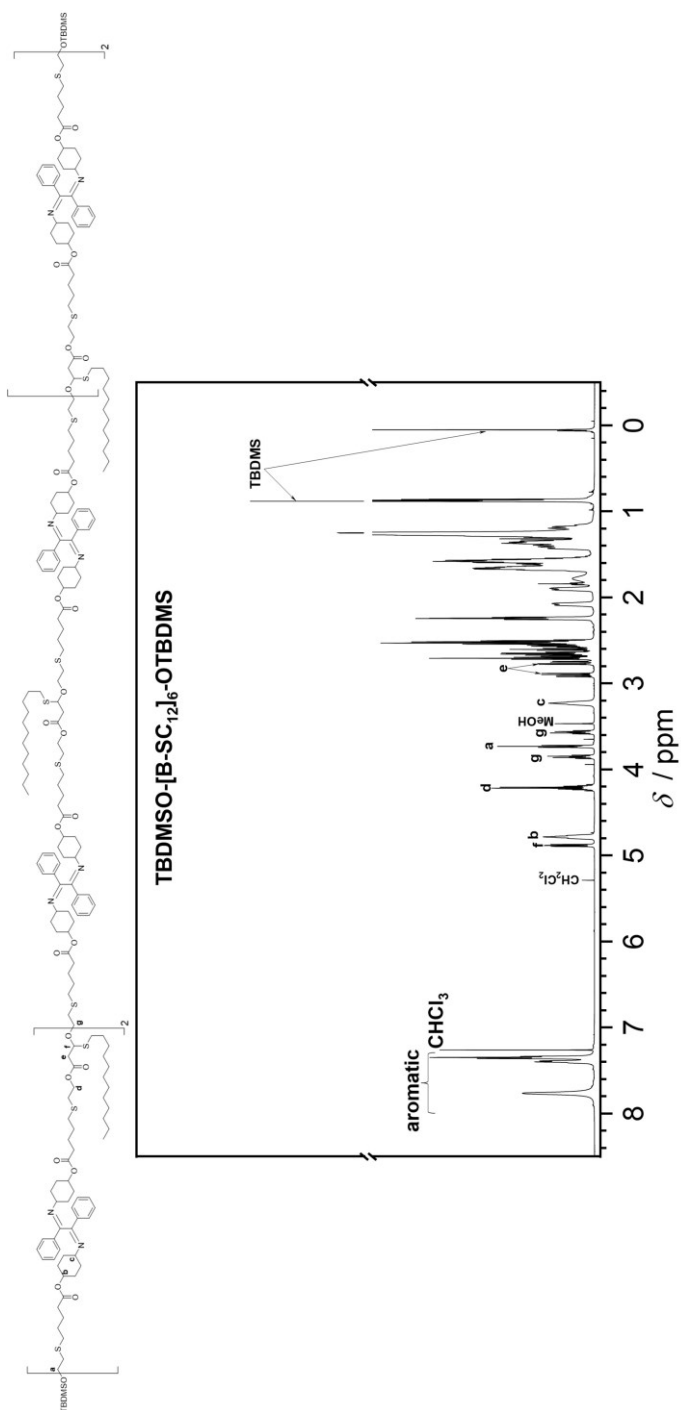 TBDMSO
a
S
O
O
b
c
N
N
O
O
S
d
O
O
e
f
S
O
2
g
S
O
O
N
N
O
O
S
O
O
S
O
S
O
O
N
N
O
O
S
O
S
O
O
S
O
O
N
N
O
O
S
2
OTBDMS
TBDMSO-[B-SC₁₂]₆-OTBDMS
TBDMS
aromatic
CHCl₃
CH₂Cl₂
f
b
d
g
a
g
MeOH
c
e
8 7 6 5 4 3 2 1 0
δ / ppm